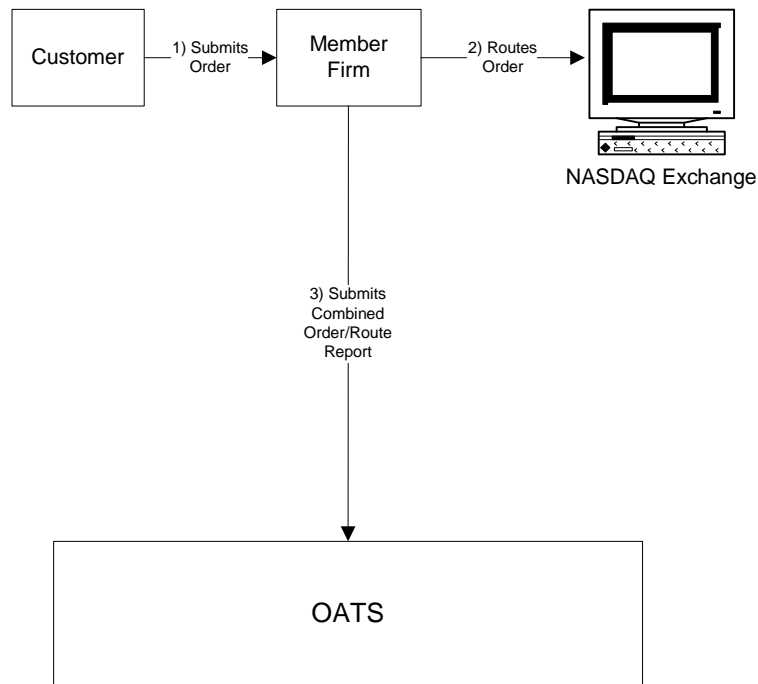 Customer
1) Submits
Order
Member
Firm
2) Routes
Order
NASDAQ Exchange
3) Submits
Combined
Order/Route
Report
OATS